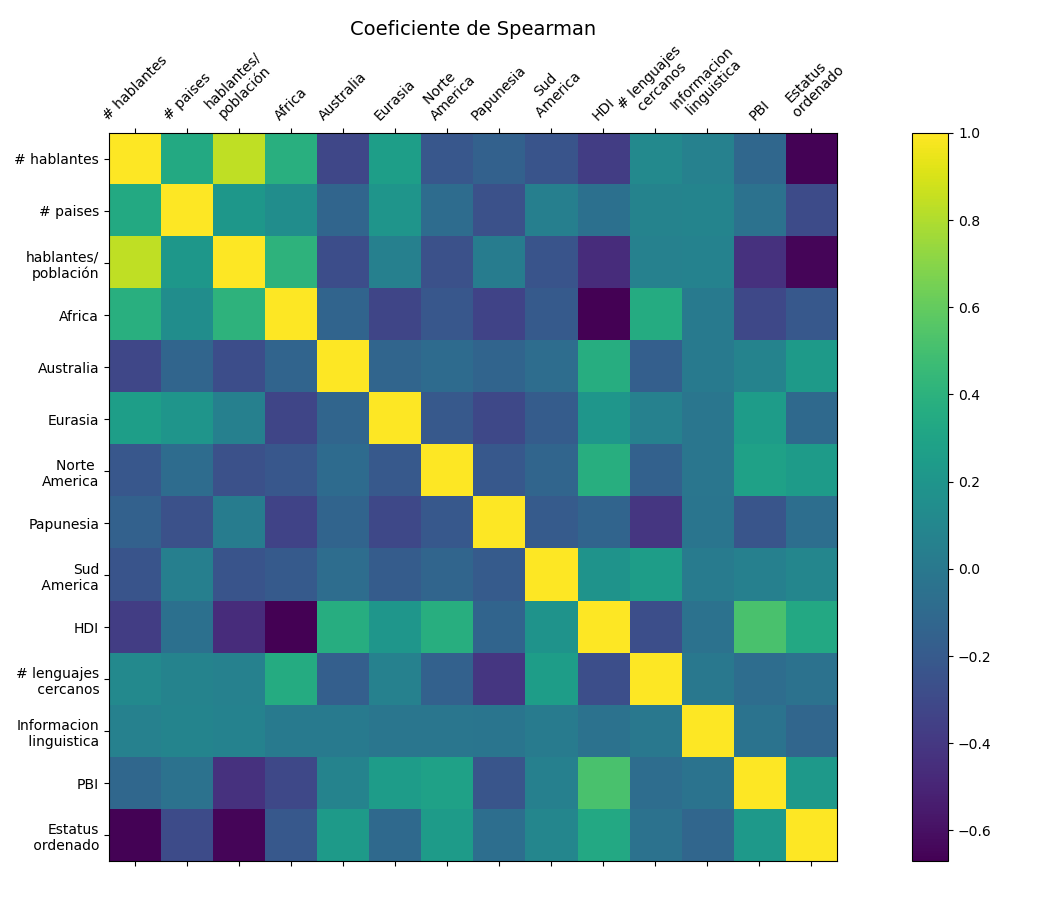 Coeficiente de Spearman
# hablantes
# paises
hablantes/
población
Africa
Australia
Eurasia
Norte
America
Papunesia
Sud
America
HDI
# lenguajes
cercanos
Informacion
linguistica
PBI
Estatus
ordenado
# hablantes
# paises
hablantes/
población
Africa
Australia
Eurasia
Norte
America
Papunesia
Sud
America
HDI
# lenguajes
cercanos
Informacion
linguistica
PBI
Estatus
ordenado
1.0
0.8
0.6
0.4
0.2
0.0
−0.2
−0.4
−0.6